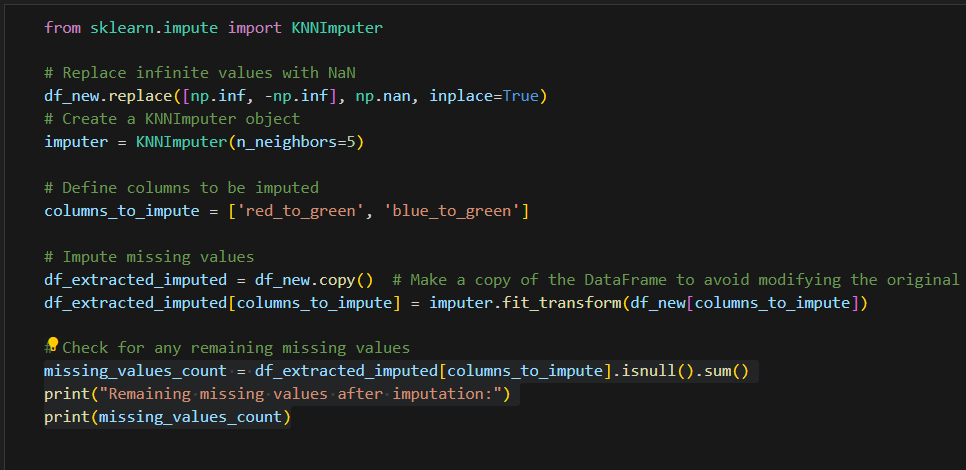 from sklearn.impute import KNNImputer
# Replace infinite values with NaN
df_new.replace([np.inf, -np.inf], np.nan, inplace=True)
# Create a KNNImputer object
imputer = KNNImputer(n_neighbors=5)
# Define columns to be imputed
columns_to_impute = ['red_to_green', 'blue_to_green']
# Impute missing values
df_extracted_imputed = df_new.copy()  # Make a copy of the DataFrame to avoid modifying the original
df_extracted_imputed[columns_to_impute] = imputer.fit_transform(df_new[columns_to_impute])
# Check for any remaining missing values
missing_values_count = df_extracted_imputed[columns_to_impute].isnull().sum()
print("Remaining missing values after imputation:")
print(missing_values_count)